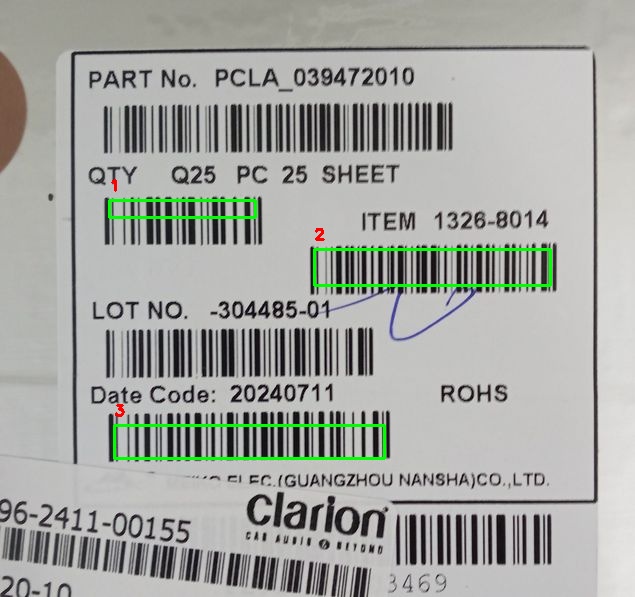 PART No. PCLA_039472010
QTY Q25 PC 25 SHEET
1
ITEM 1326-8014
2
LOT NO. -304485-01
Date Code: 20240711 ROHS
3
ELEC.(GUANGZHOU NANSHA)CO.,LTD.
96-2411-00155
Clarion
CAR AUDIO & BEYOND
3469
20-10